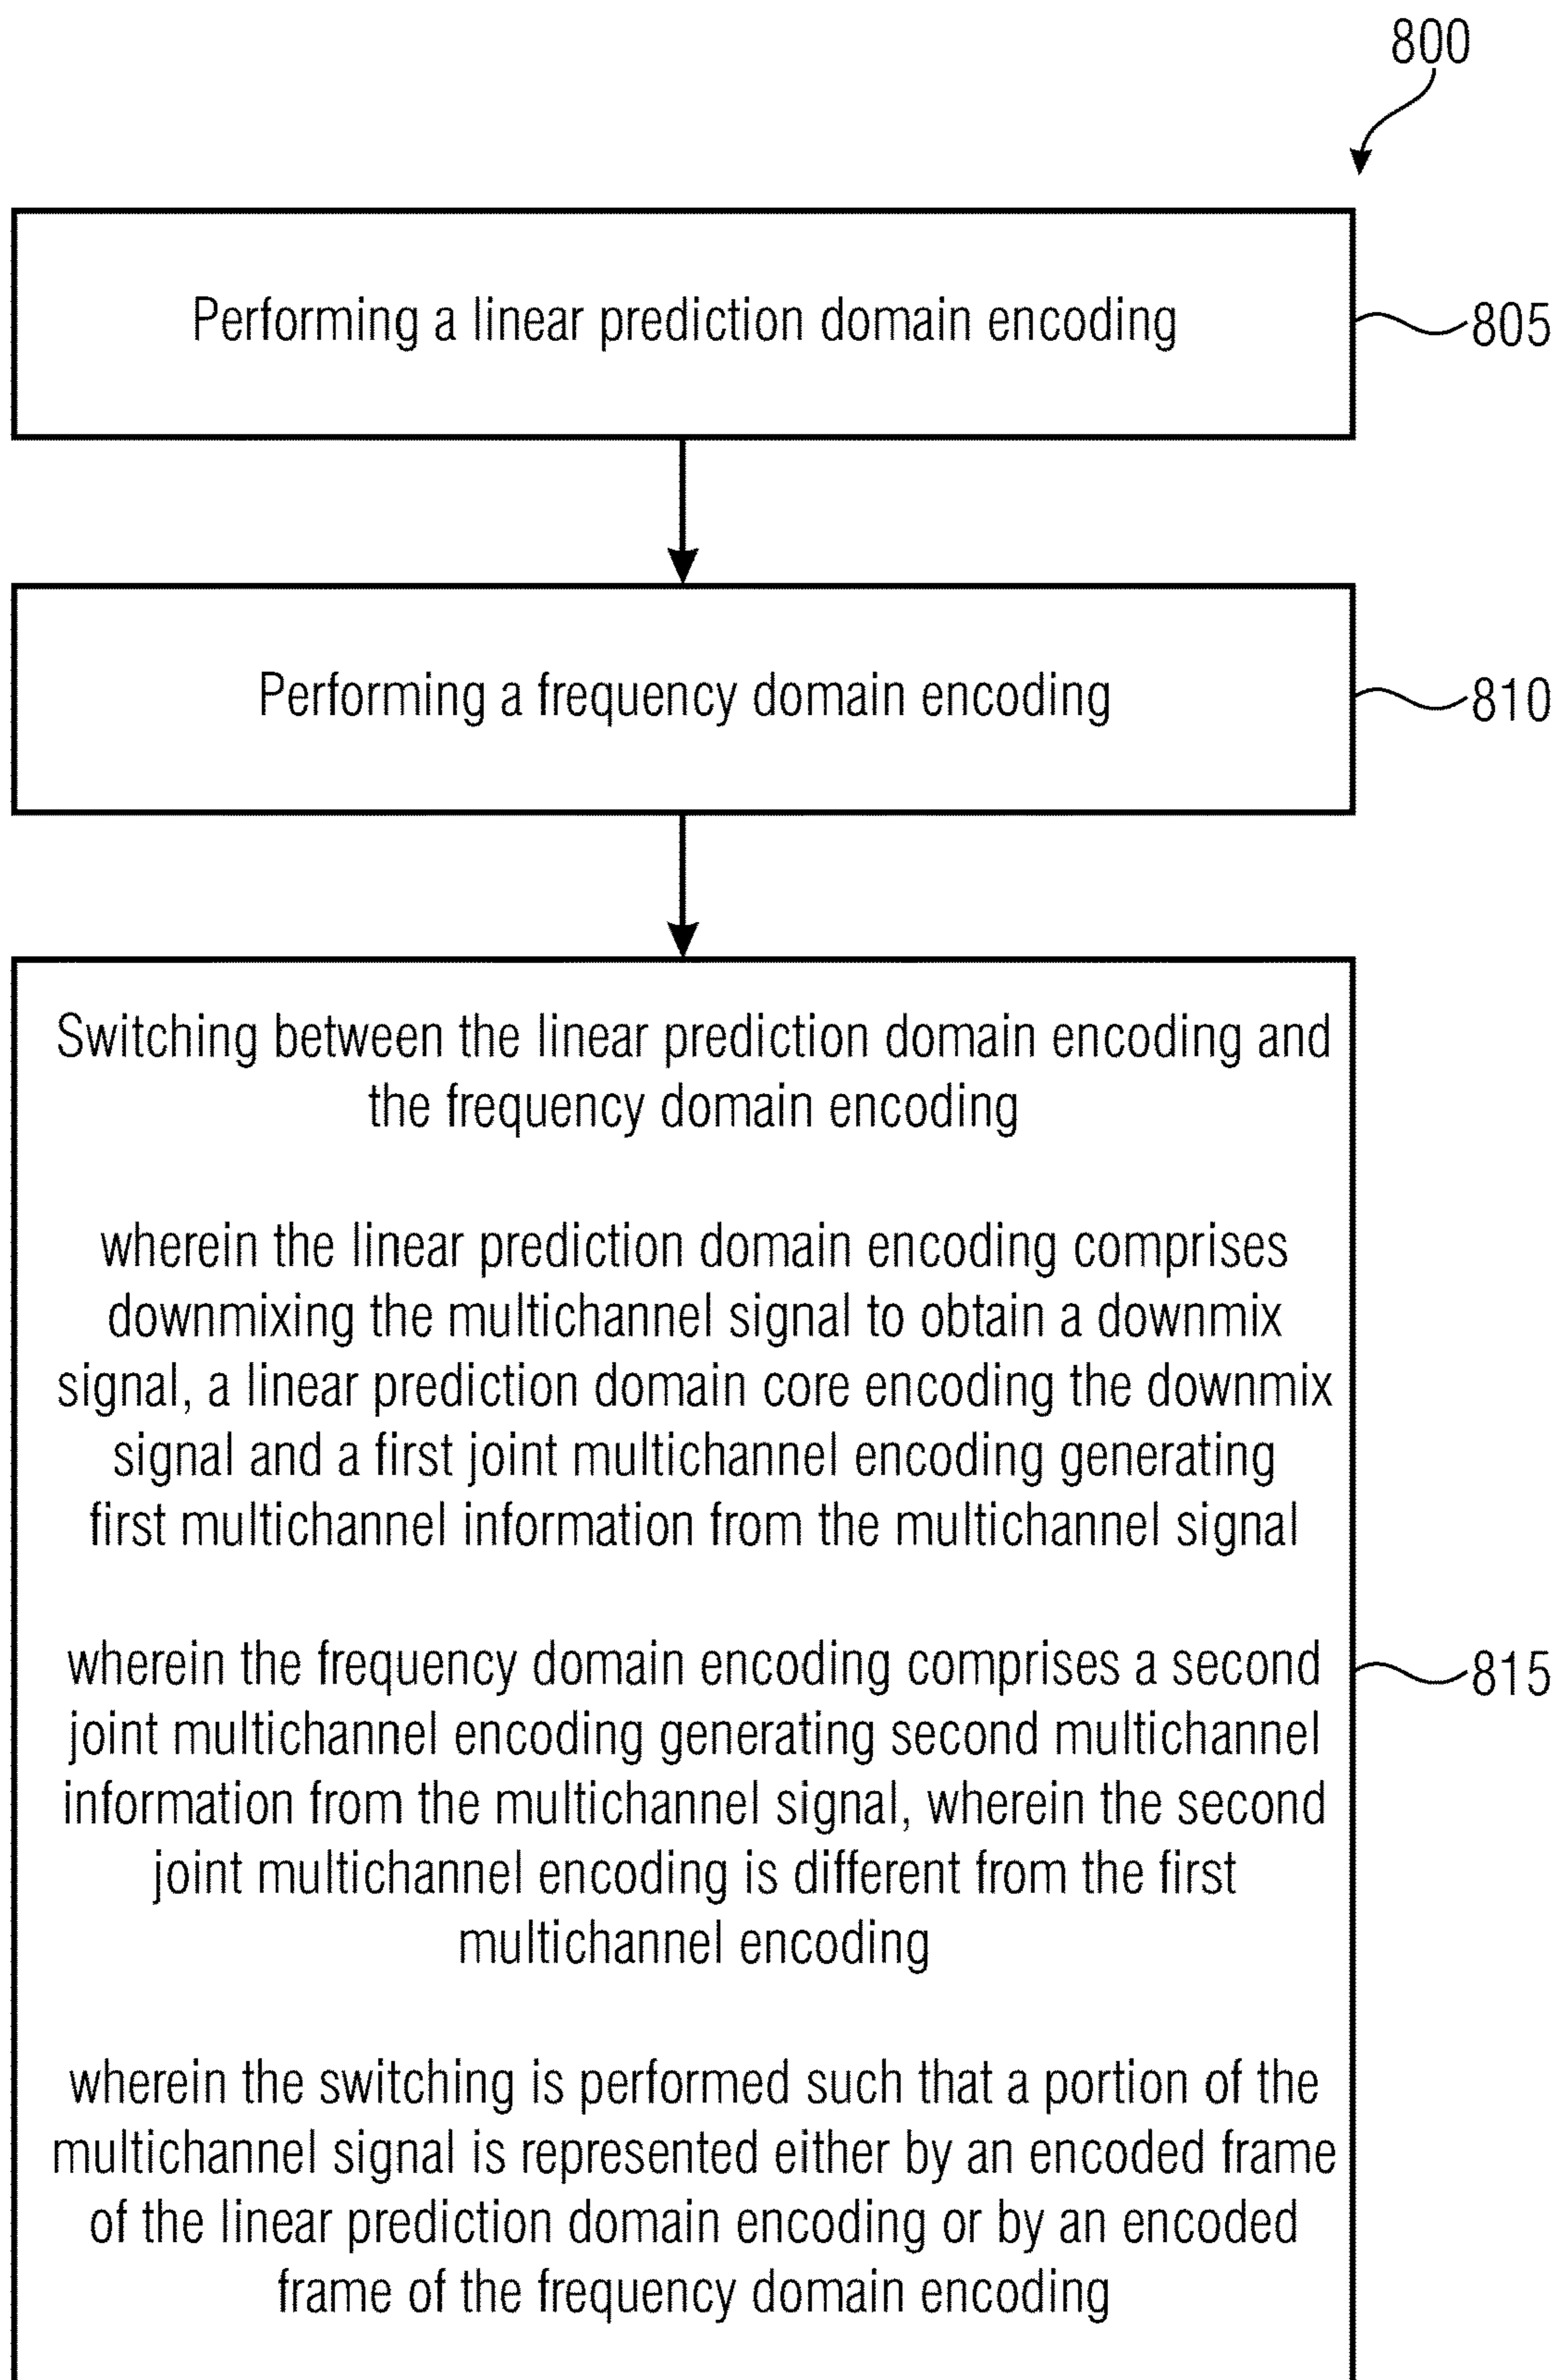 800
Performing a linear prediction domain encoding
805
Performing a frequency domain encoding
810
Switching between the linear prediction domain encoding and
the frequency domain encoding
wherein the linear prediction domain encoding comprises
downmixing the multichannel signal to obtain a downmix
signal, a linear prediction domain core encoding the downmix
signal and a first joint multichannel encoding generating
first multichannel information from the multichannel signal
wherein the frequency domain encoding comprises a second
joint multichannel encoding generating second multichannel
information from the multichannel signal, wherein the second
joint multichannel encoding is different from the first
multichannel encoding
wherein the switching is performed such that a portion of the
multichannel signal is represented either by an encoded frame
of the linear prediction domain encoding or by an encoded
frame of the frequency domain encoding
815